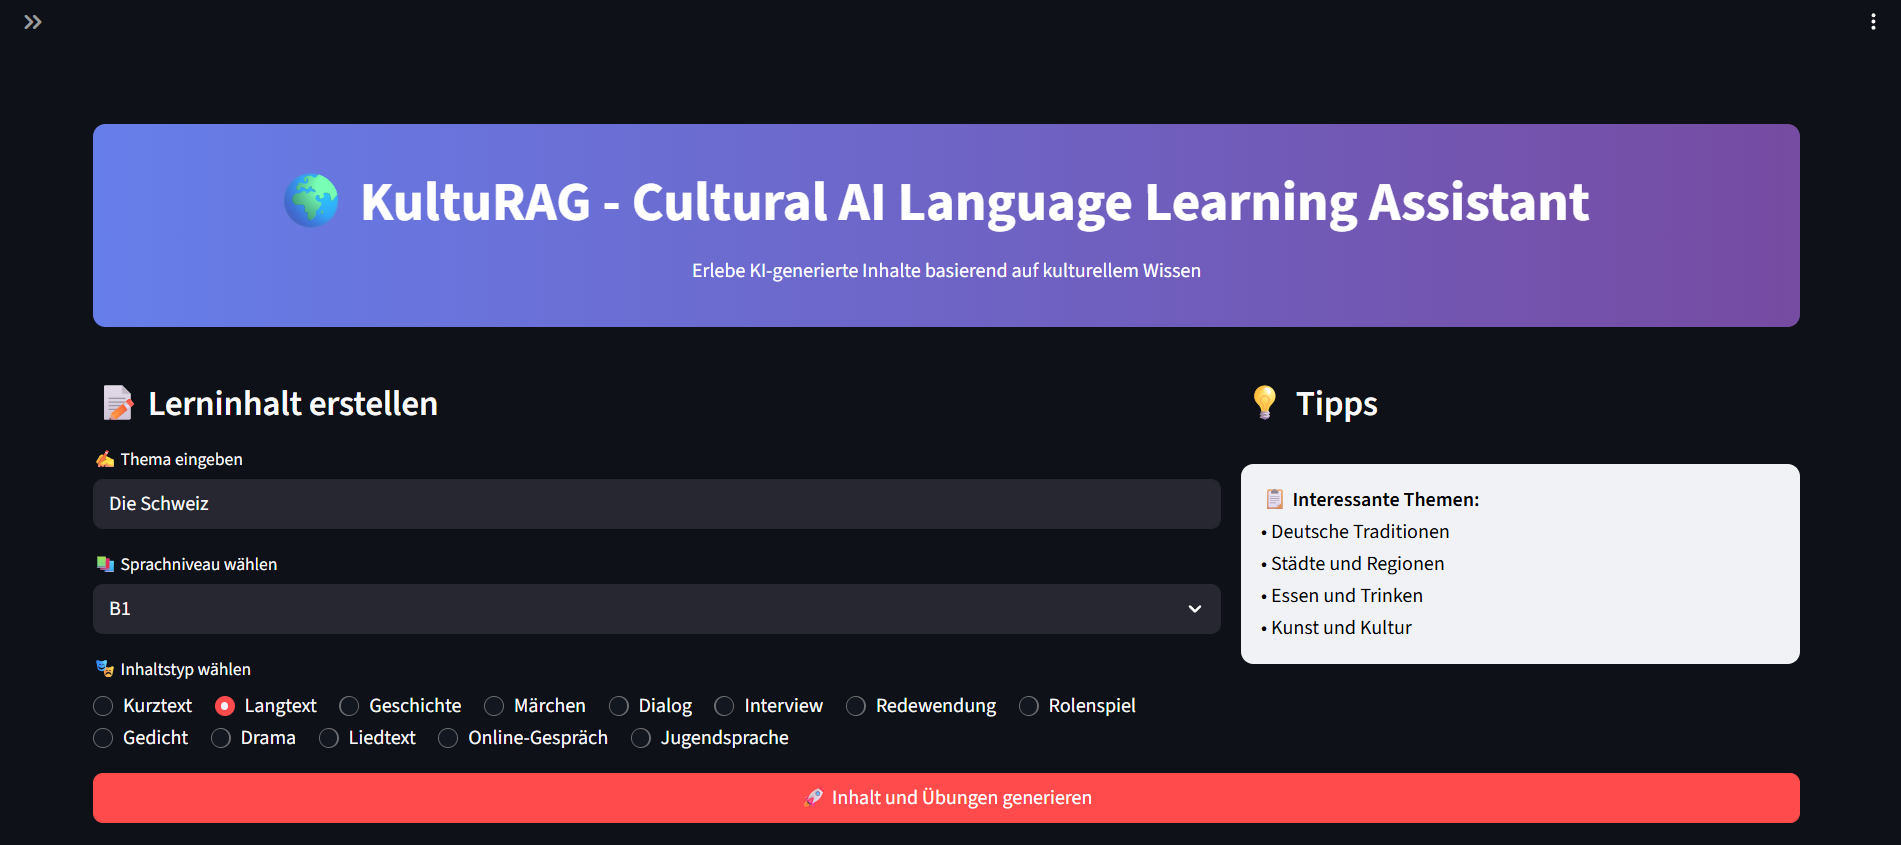 KultuRAG - Cultural AI Language Learning Assistant
Erlebe KI-generierte Inhalte basierend auf kulturellem Wissen
Lerninhalt erstellen
Thema eingeben
Die Schweiz
Sprachniveau wählen
B1
Inhaltstyp wählen
Kurztext Langtext Geschichte Märchen Dialog Interview Redewendung Rolenspiel
Gedicht Drama Liedtext Online-Gespräch Jugendsprache
Tipps
Interessante Themen:
• Deutsche Traditionen
• Städte und Regionen
• Essen und Trinken
• Kunst und Kultur
Inhalt und Übungen generieren